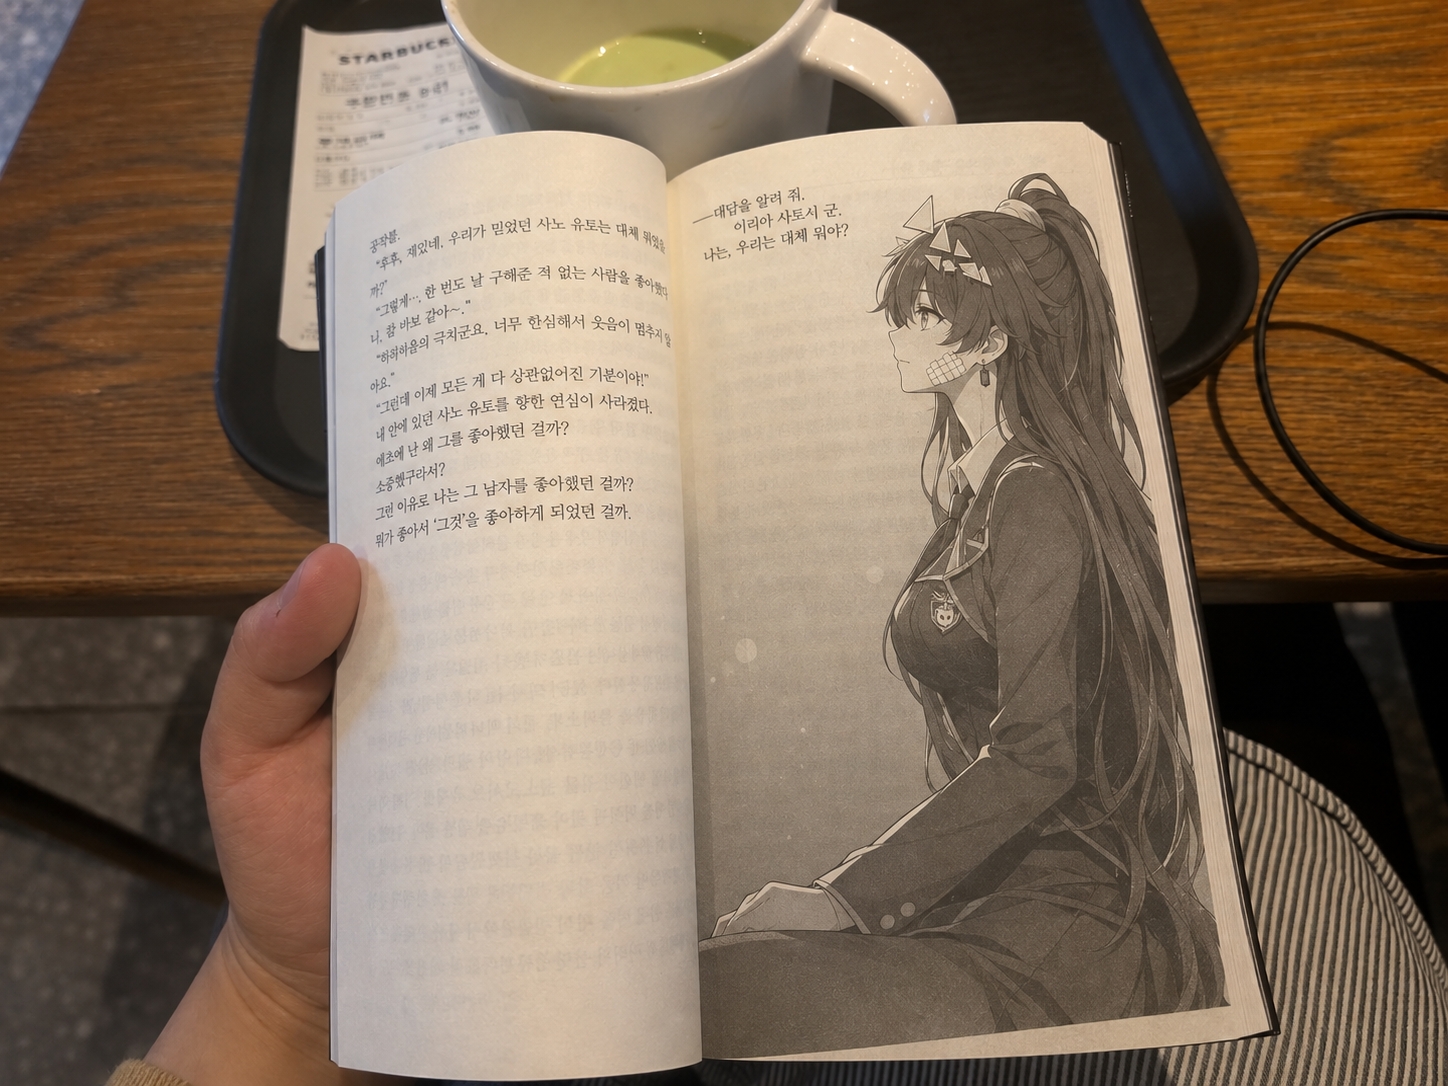 STARBUCKS
공작블.
"후후, 재밌네. 우리가 믿었던 사노 유토는 대체 뭐였을
까?"
"그렇게…, 한 번도 날 구해준 적 없는 사람을 좋아했다
니, 참 바보 같아~."
"하하하음의 극치군요. 너무 한심해서 웃음이 멈추지 않
아요."
"그런데 이제 모든 게 다 상관없어진 기분이야!"
내 안에 있던 사노 유토를 향한 연심이 사라졌다.
애초에 난 왜 그를 좋아했던 걸까?
소중했구라서?
그런 이유로 나는 그 남자를 좋아했던 걸까?
뭐가 좋아서 '그것'을 좋아하게 되었던 걸까.
──대답을 알려 줘.
이리아 사토시 군.
나는, 우리는 대체 뭐야?